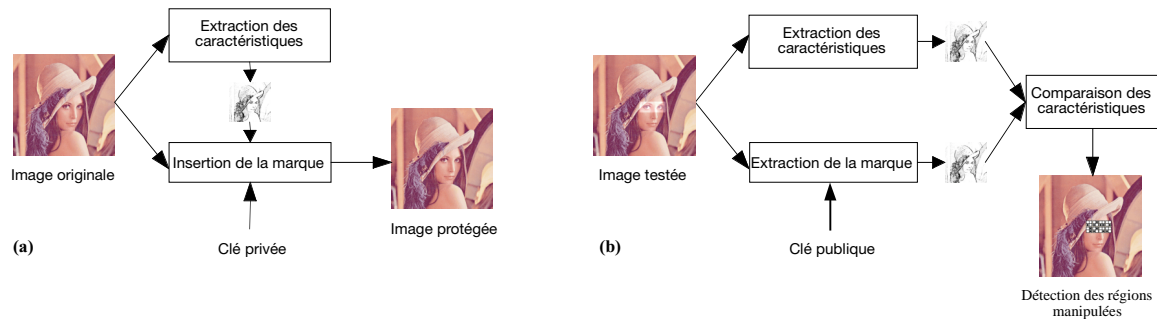 Extraction des
caractéristiques
Image originale
Insertion de la marque
Image protégée
Clé privée
(a)
Extraction des
caractéristiques
Comparaison des
caractéristiques
Image testée
Extraction de la marque
Clé publique
(b)
Détection des régions
manipulées